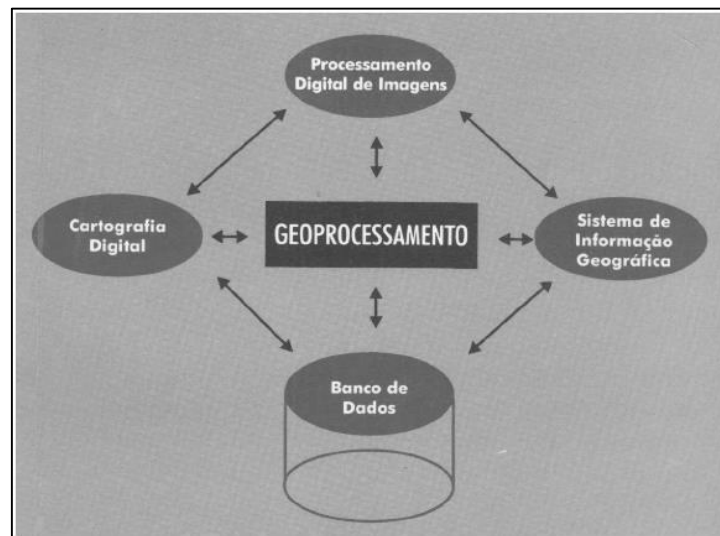 Processamento
Digital de Imagens
Cartografia
Digital
GEOPROCESSAMENTO
Sistema de
Informação
Geográfica
Banco de
Dados